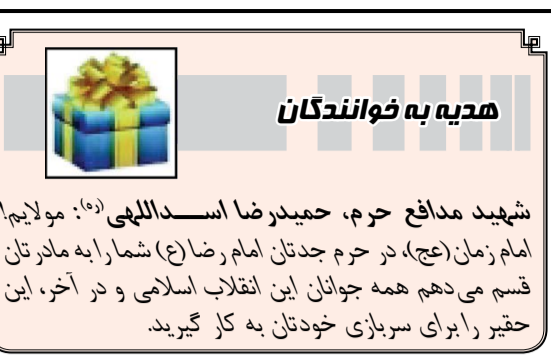 هدیه به خوانندگان
شهید مدافع حرم، حمیدرضا اســـداللهی(ره): مولایم!
امام زمان(عج)، در حرم جدتان امام رضا(ع) شما را به مادرتان
قسم می‌دهم همه جوانان این انقلاب اسلامی و در آخر، این
حقیر را برای سربازی خودتان به کار گیرید.